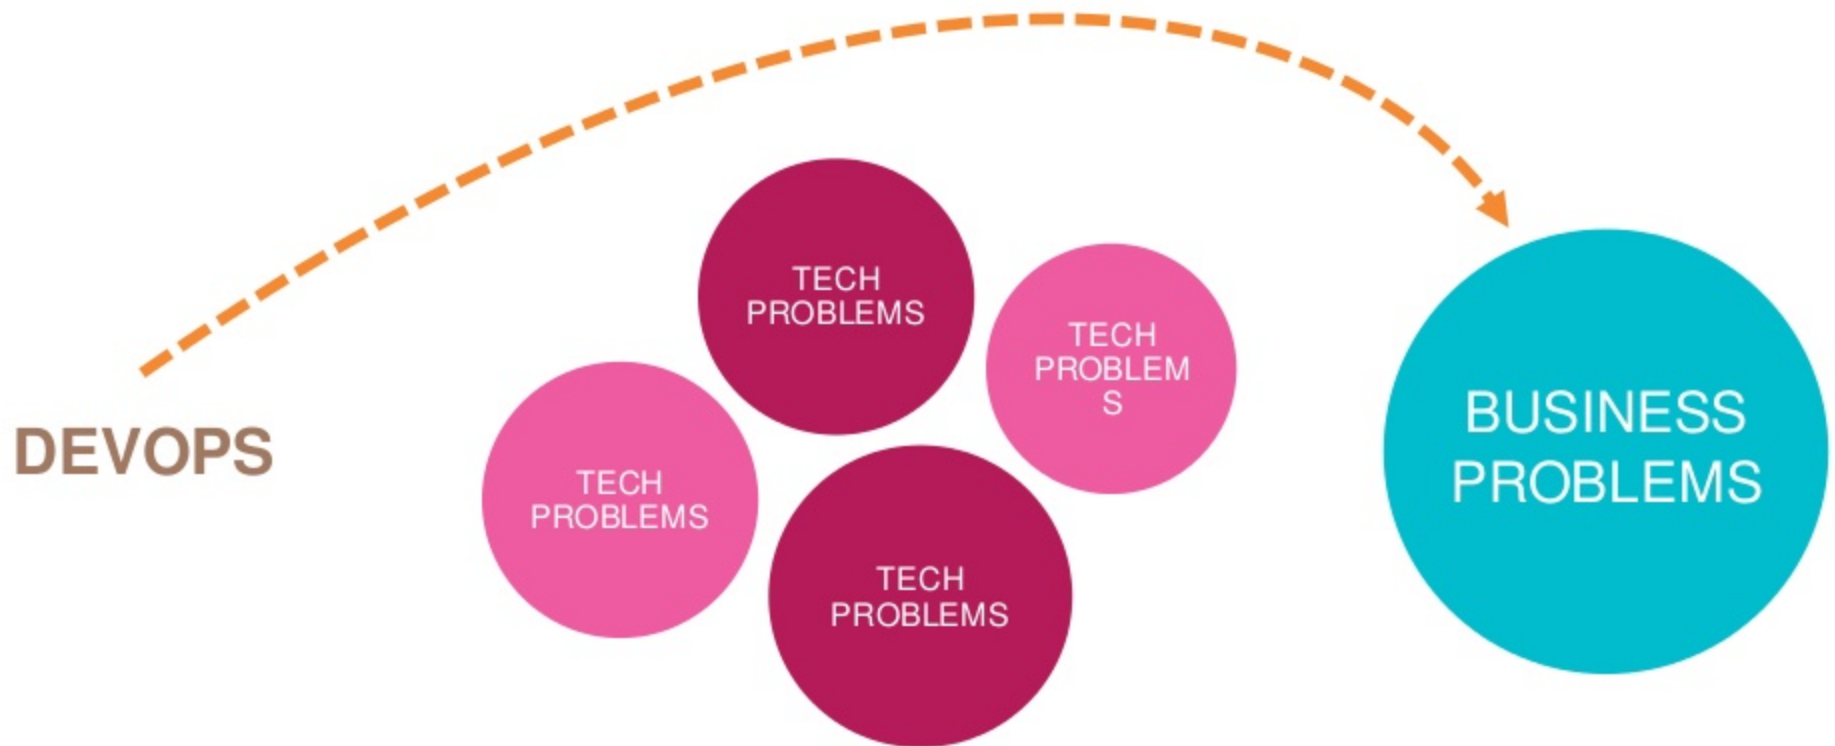 DEVOPS
TECH
PROBLEMS
TECH
PROBLEMS
TECH
PROBLEM
S
TECH
PROBLEMS
BUSINESS
PROBLEMS